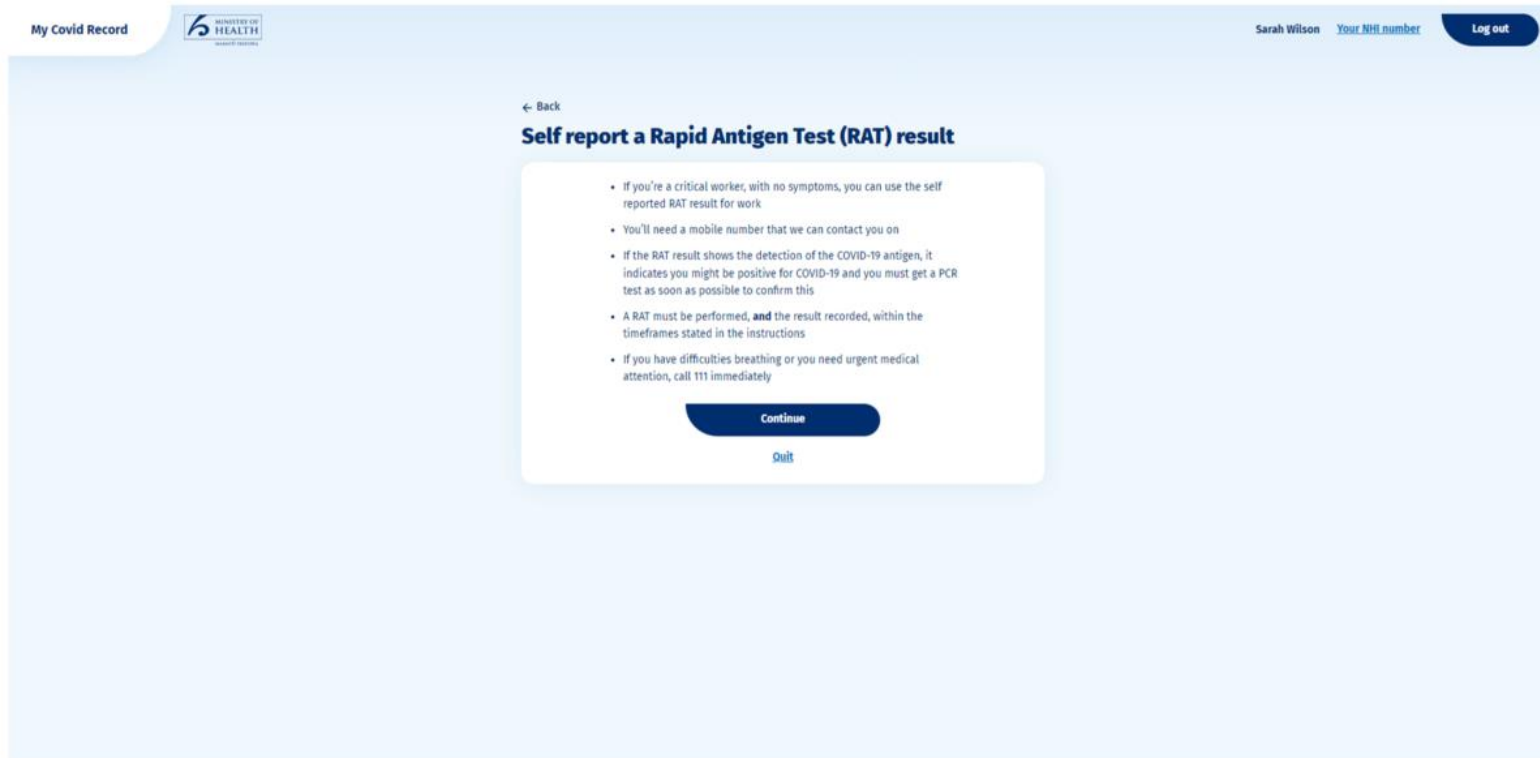 My Covid Record
MINISTRY OF
HEALTH
MANATŪ HAUORA
Sarah Wilson
Your NHI number
Log out
← Back
Self report a Rapid Antigen Test (RAT) result
• If you're a critical worker, with no symptoms, you can use the self
reported RAT result for work
• You'll need a mobile number that we can contact you on
• If the RAT result shows the detection of the COVID-19 antigen, it
indicates you might be positive for COVID-19 and you must get a PCR
test as soon as possible to confirm this
• A RAT must be performed, and the result recorded, within the
timeframes stated in the instructions
• If you have difficulties breathing or you need urgent medical
attention, call 111 immediately
Continue
Quit